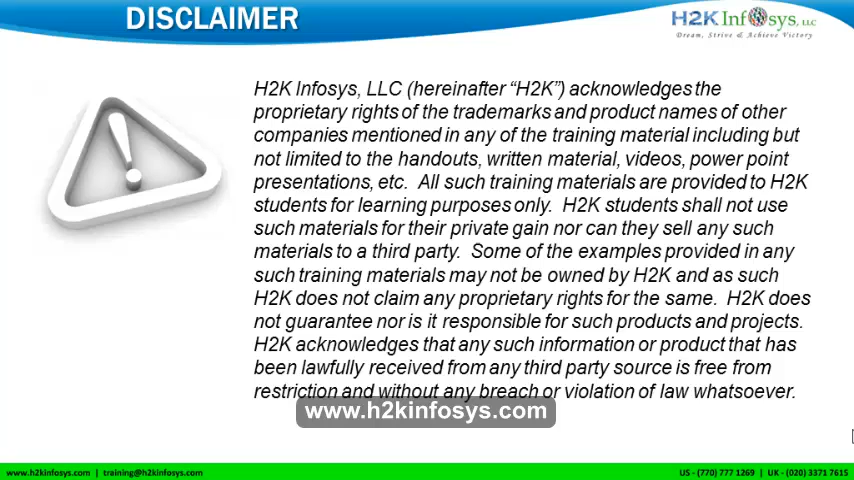 DISCLAIMER
H2K Infosys, LLC
Dream, Strive & Achieve Victory
H2K Infosys, LLC (hereinafter “H2K”) acknowledges the
proprietary rights of the trademarks and product names of other
companies mentioned in any of the training material including but
not limited to the handouts, written material, videos, power point
presentations, etc.  All such training materials are provided to H2K
students for learning purposes only.  H2K students shall not use
such materials for their private gain nor can they sell any such
materials to a third party.  Some of the examples provided in any
such training materials may not be owned by H2K and as such
H2K does not claim any proprietary rights for the same.  H2K does
not guarantee nor is it responsible for such products and projects.
H2K acknowledges that any such information or product that has
been lawfully received from any third party source is free from
restriction and without any breach or violation of law whatsoever.
www.h2kinfosys.com
www.h2kinfosys.com | training@h2kinfosys.com
US - (770) 777 1269 | UK - (020) 3371 7615